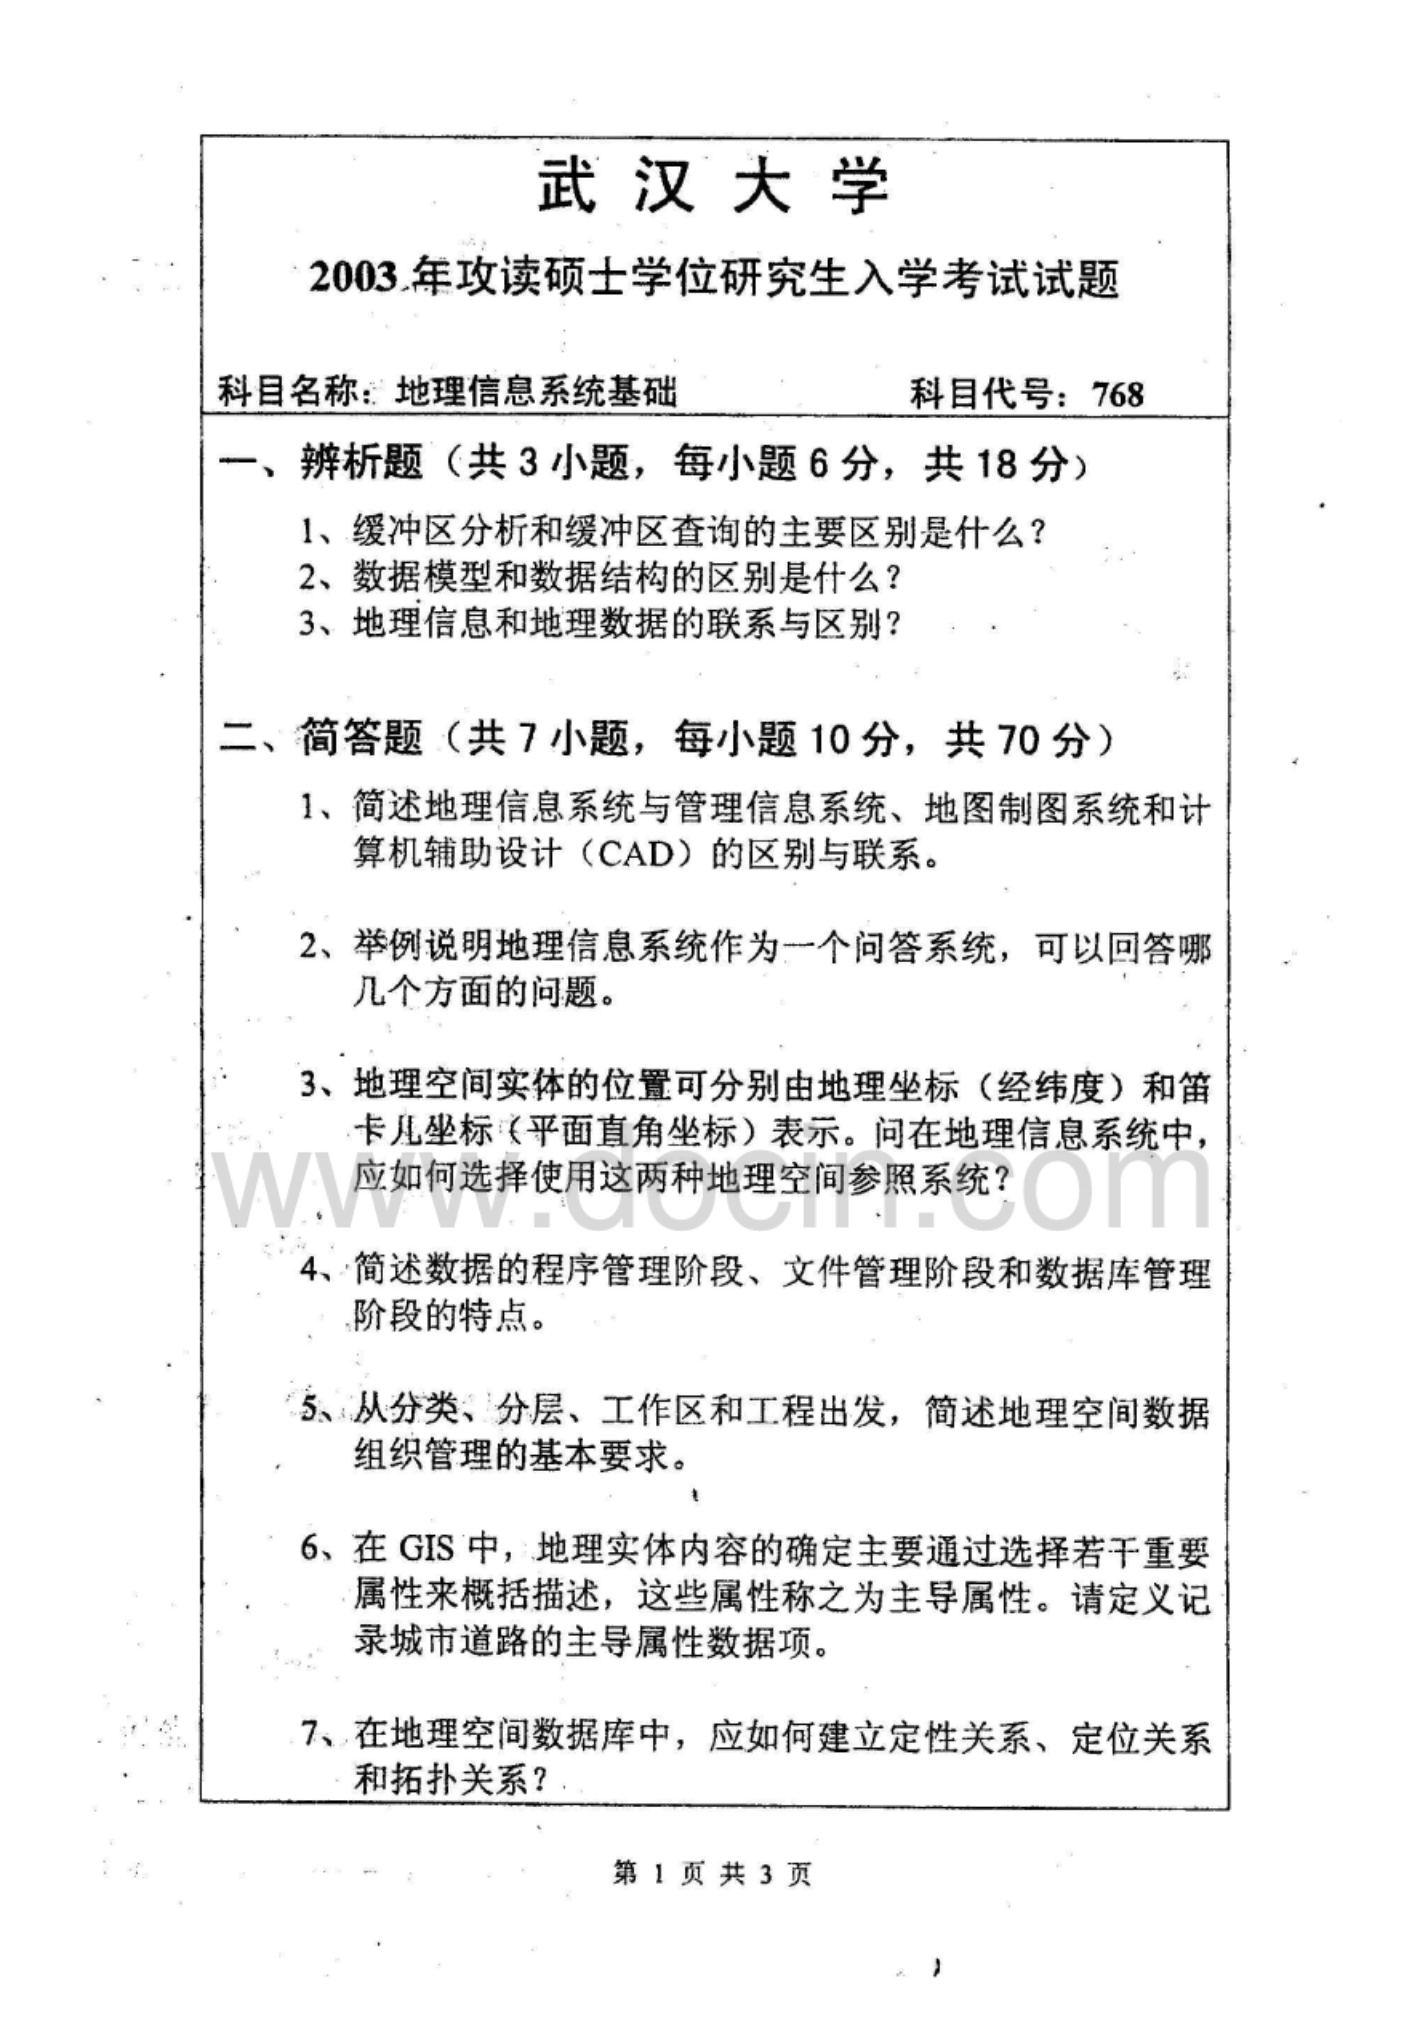 武汉大学
2003年攻读硕士学位研究生入学考试试题
科目名称：地理信息系统基础 科目代号：768
一、辨析题（共3小题，每小题6分，共18分）
1、缓冲区分析和缓冲区查询的主要区别是什么？
2、数据模型和数据结构的区别是什么？
3、地理信息和地理数据的联系与区别？
二、简答题（共7小题，每小题10分，共70分）
1、简述地理信息系统与管理信息系统、地图制图系统和计
算机辅助设计（CAD）的区别与联系。
2、举例说明地理信息系统作为一个问答系统，可以回答哪
几个方面的问题。
3、地理空间实体的位置可分别由地理坐标（经纬度）和笛
卡儿坐标（平面直角坐标）表示。问在地理信息系统中，
应如何选择使用这两种地理空间参照系统？
www.docin.com
4、简述数据的程序管理阶段、文件管理阶段和数据库管理
阶段的特点。
5、从分类、分层、工作区和工程出发，简述地理空间数据
组织管理的基本要求。
6、在GIS中，地理实体内容的确定主要通过选择若干重要
属性来概括描述，这些属性称之为主导属性。请定义记
录城市道路的主导属性数据项。
7、在地理空间数据库中，应如何建立定性关系、定位关系
和拓扑关系？
第 1 页 共 3 页